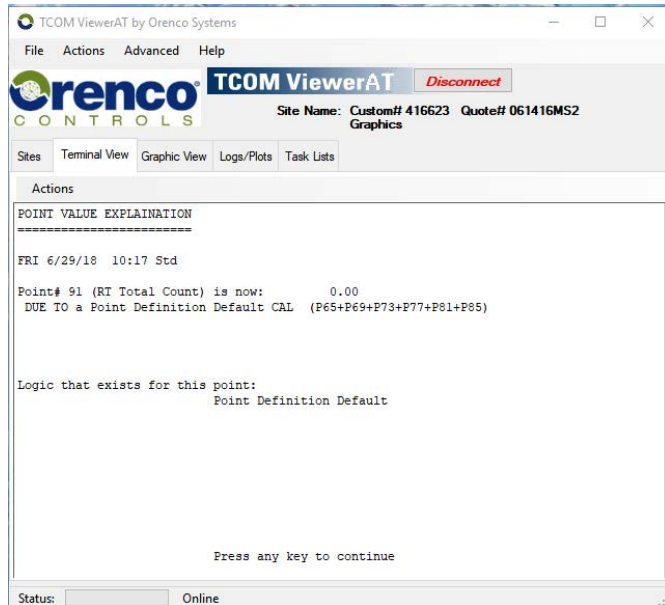 TCOM ViewerAT by Orenco Systems
File Actions Advanced Help
Orenco
CONTROLS
TCOM ViewerAT Disconnect
Site Name: Custom# 416623 Quote# 061416MS2
Graphics
Sites Terminal View Graphic View Logs/Plots Task Lists
Actions
POINT VALUE EXPLAINATION
========================
FRI 6/29/18 10:17 Std
Point# 91 (RT Total Count) is now: 0.00
DUE TO a Point Definition Default CAL (P65+P69+P73+P77+P81+P85)
Logic that exists for this point:
Point Definition Default
Press any key to continue
Status: Online